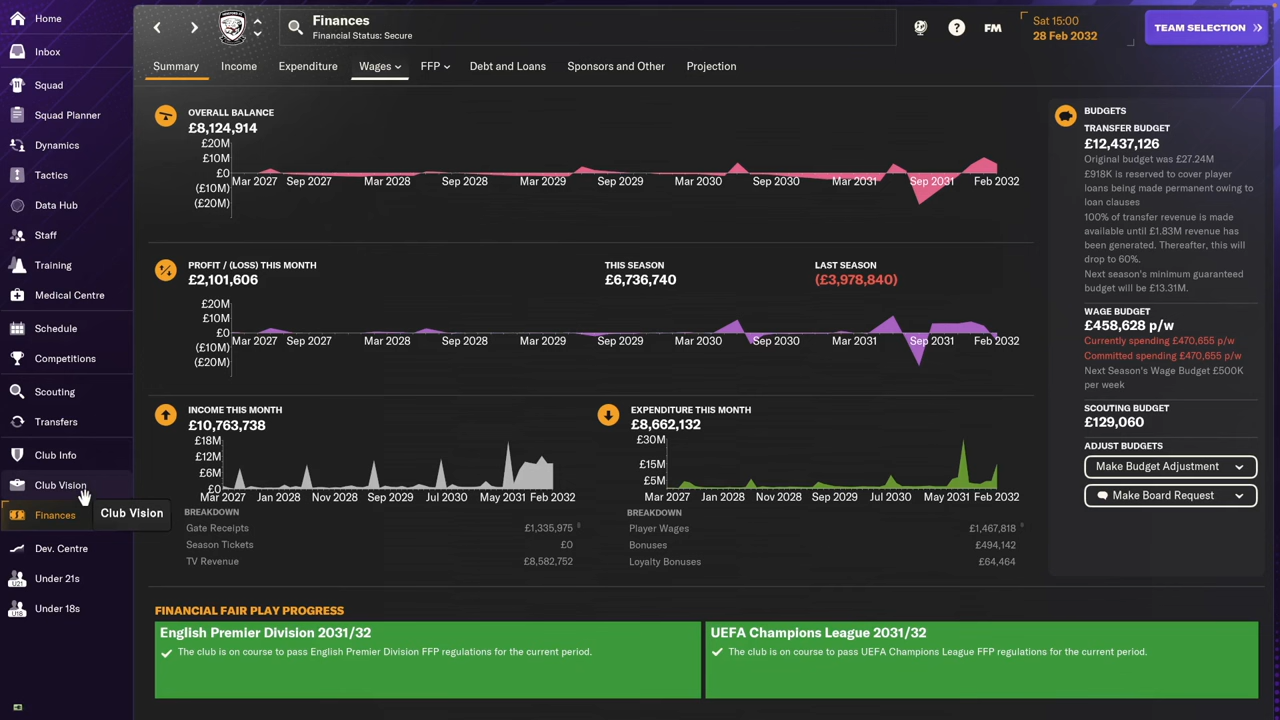 Home
Inbox
Squad
Squad Planner
Dynamics
Tactics
Data Hub
Staff
Training
Medical Centre
Schedule
Competitions
Scouting
Transfers
Club Info
Club Vision
Finances
Club Vision
Dev. Centre
U21
Under 21s
U18
Under 18s
Finances
Financial Status: Secure
?
FM
Sat 15:00
28 Feb 2032
TEAM SELECTION
Summary
Income
Expenditure
Wages
FFP
Debt and Loans
Sponsors and Other
Projection
OVERALL BALANCE
£8,124,914
£20M
£10M
£0
(£10M)
(£20M)
Mar 2027 Sep 2027 Mar 2028 Sep 2028 Mar 2029 Sep 2029 Mar 2030 Sep 2030 Mar 2031 Sep 2031 Feb 2032
PROFIT / (LOSS) THIS MONTH
£2,101,606
THIS SEASON
£6,736,740
LAST SEASON
(£3,978,840)
£20M
£10M
£0
(£10M)
(£20M)
Mar 2027 Sep 2027 Mar 2028 Sep 2028 Mar 2029 Sep 2029 Mar 2030 Sep 2030 Mar 2031 Sep 2031 Feb 2032
INCOME THIS MONTH
£10,763,738
£18M
£12M
£6M
£0
Mar 2027 Jan 2028 Nov 2028 Sep 2029 Jul 2030 May 2031 Feb 2032
BREAKDOWN
Gate Receipts £1,335,975
Season Tickets £0
TV Revenue £8,582,752
EXPENDITURE THIS MONTH
£8,662,132
£30M
£15M
£5M
Mar 2027 Jan 2028 Nov 2028 Sep 2029 Jul 2030 May 2031 Feb 2032
BREAKDOWN
Player Wages £1,467,818
Bonuses £494,142
Loyalty Bonuses £64,464
BUDGETS
TRANSFER BUDGET
£12,437,126
Original budget was £27.24M
£918K is reserved to cover player
loans being made permanent owing to
loan clauses
100% of transfer revenue is made
available until £1.83M revenue has
been generated. Thereafter, this will
drop to 60%.
Next season's minimum guaranteed
budget will be £13.31M.
WAGE BUDGET
£458,628 p/w
Currently spending £470,655 p/w
Committed spending £470,655 p/w
Next Season's Wage Budget £500K
per week
SCOUTING BUDGET
£129,060
ADJUST BUDGETS
Make Budget Adjustment
Make Board Request
FINANCIAL FAIR PLAY PROGRESS
English Premier Division 2031/32
The club is on course to pass English Premier Division FFP regulations for the current period.
UEFA Champions League 2031/32
The club is on course to pass UEFA Champions League FFP regulations for the current period.